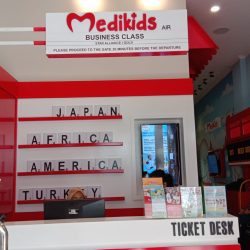 Medikids AIR
BUSINESS CLASS
STAR ALLIANCE | GOLD
PLEASE PROCEED TO THE GATE 30 MINUTES BEFORE THE DEPARTURE
JAPAN
AFRICA
AMERICA
TURKEY
TICKET DESK